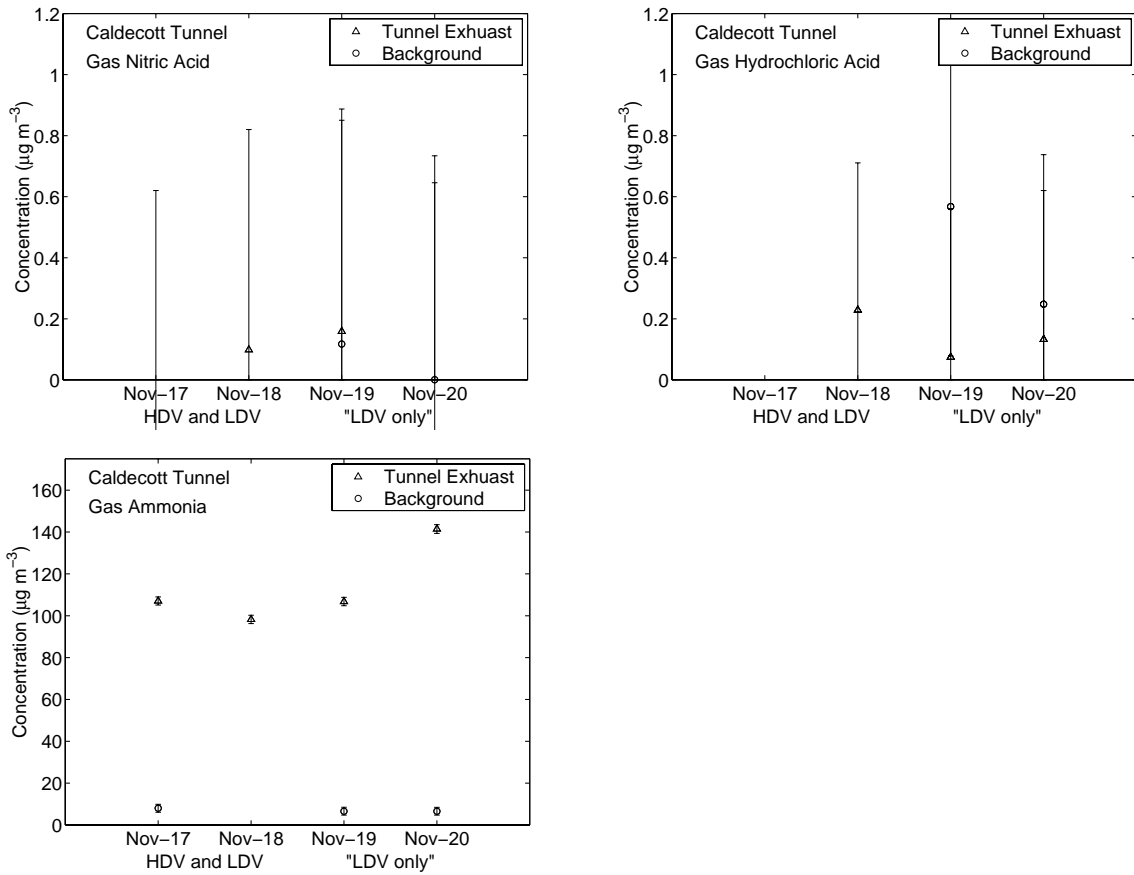 Caldecott Tunnel
Gas Nitric Acid
Tunnel Exhuast
Background
Concentration (μg m⁻³)
1.2
1
0.8
0.6
0.4
0.2
0
Nov−17 Nov−18 Nov−19 Nov−20
HDV and LDV "LDV only"
Caldecott Tunnel
Gas Hydrochloric Acid
Tunnel Exhuast
Background
Concentration (μg m⁻³)
1.2
1
0.8
0.6
0.4
0.2
0
Nov−17 Nov−18 Nov−19 Nov−20
HDV and LDV "LDV only"
Caldecott Tunnel
Gas Ammonia
Tunnel Exhuast
Background
Concentration (μg m⁻³)
160
140
120
100
80
60
40
20
0
Nov−17 Nov−18 Nov−19 Nov−20
HDV and LDV "LDV only"